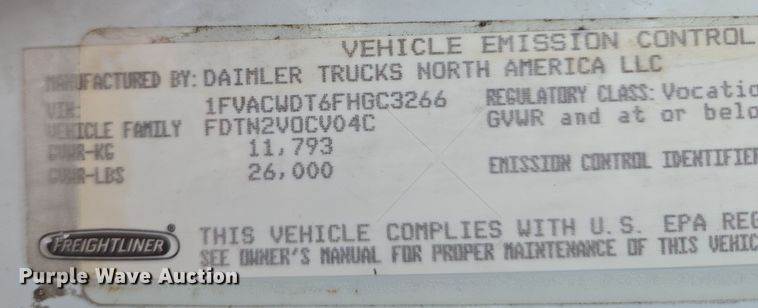 VEHICLE EMISSION CONTROL
MANUFACTURED BY: DAIMLER TRUCKS NORTH AMERICA LLC
VIN: 1FVACWDT6FHGC3266 REGULATORY CLASS: Vocatio
VEHICLE FAMILY FDTN2VOCV04C GVWR and at or belo
GVWR-KG 11,793
GVWR-LBS 26,000 EMISSION CONTROL IDENTIFIER
FREIGHTLINER ® THIS VEHICLE COMPLIES WITH U.S. EPA REG
SEE OWNER'S MANUAL FOR PROPER MAINTENANCE OF THIS VEHIC
Purple Wave Auction